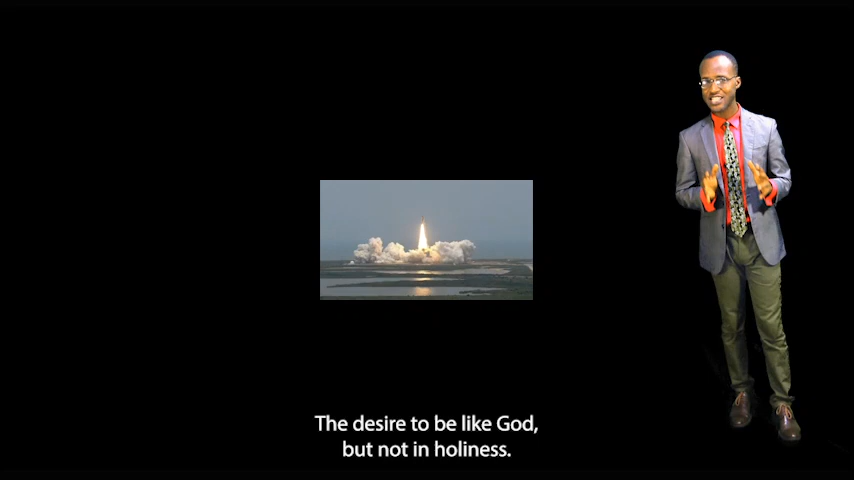 The desire to be like God,
but not in holiness.